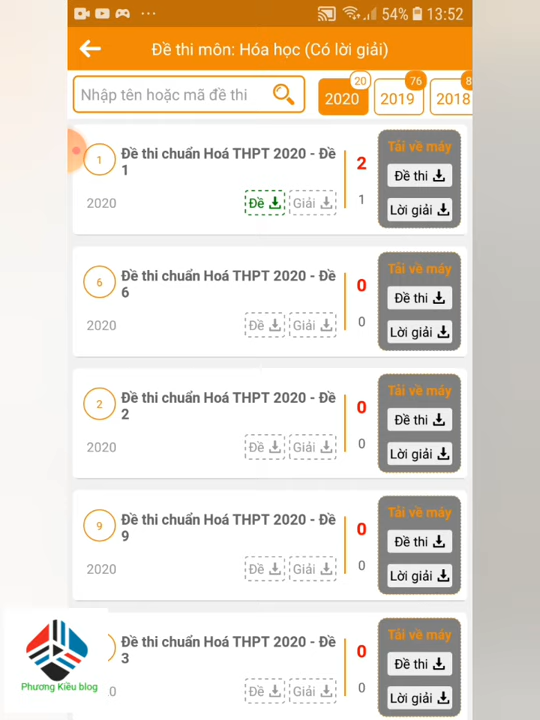 54% 13:52
Đề thi môn: Hóa học (Có lời giải)
Nhập tên hoặc mã đề thi
2020 20
2019 76
2018 8
1
Đề thi chuẩn Hoá THPT 2020 - Đề
1
2020
Đề
Giải
2
1
Tải về máy
Đề thi
Lời giải
6
Đề thi chuẩn Hoá THPT 2020 - Đề
6
2020
Đề
Giải
0
0
Tải về máy
Đề thi
Lời giải
2
Đề thi chuẩn Hoá THPT 2020 - Đề
2
2020
Đề
Giải
0
0
Tải về máy
Đề thi
Lời giải
9
Đề thi chuẩn Hoá THPT 2020 - Đề
9
2020
Đề
Giải
0
0
Tải về máy
Đề thi
Lời giải
Đề thi chuẩn Hoá THPT 2020 - Đề
3
0
Đề
Giải
0
0
Tải về máy
Đề thi
Lời giải
Phương Kiều blog